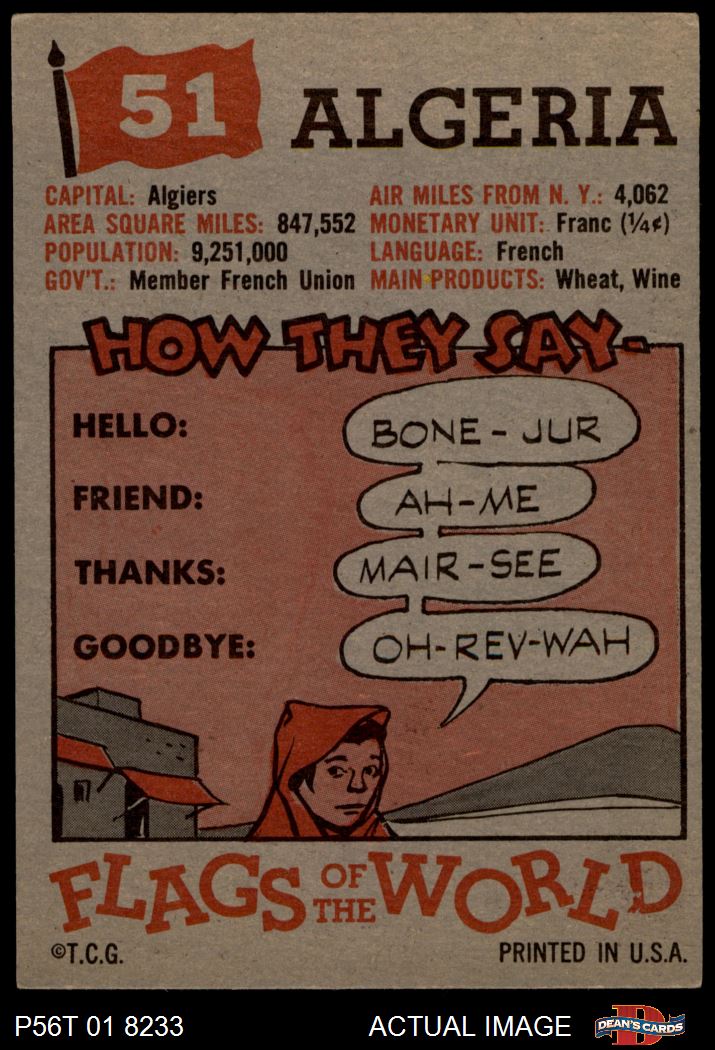 51 ALGERIA
CAPITAL: Algiers
AREA SQUARE MILES: 847,552
POPULATION: 9,251,000
GOV'T.: Member French Union
AIR MILES FROM N. Y.: 4,062
MONETARY UNIT: Franc (¼¢)
LANGUAGE: French
MAIN PRODUCTS: Wheat, Wine
HOW THEY SAY-
HELLO: BONE-JUR
FRIEND: AH-ME
THANKS: MAIR-SEE
GOODBYE: OH-REV-WAH
FLAGS OF THE WORLD
©T.C.G. PRINTED IN U.S.A.
P56T 01 8233 ACTUAL IMAGE D DEAN'S CARDS